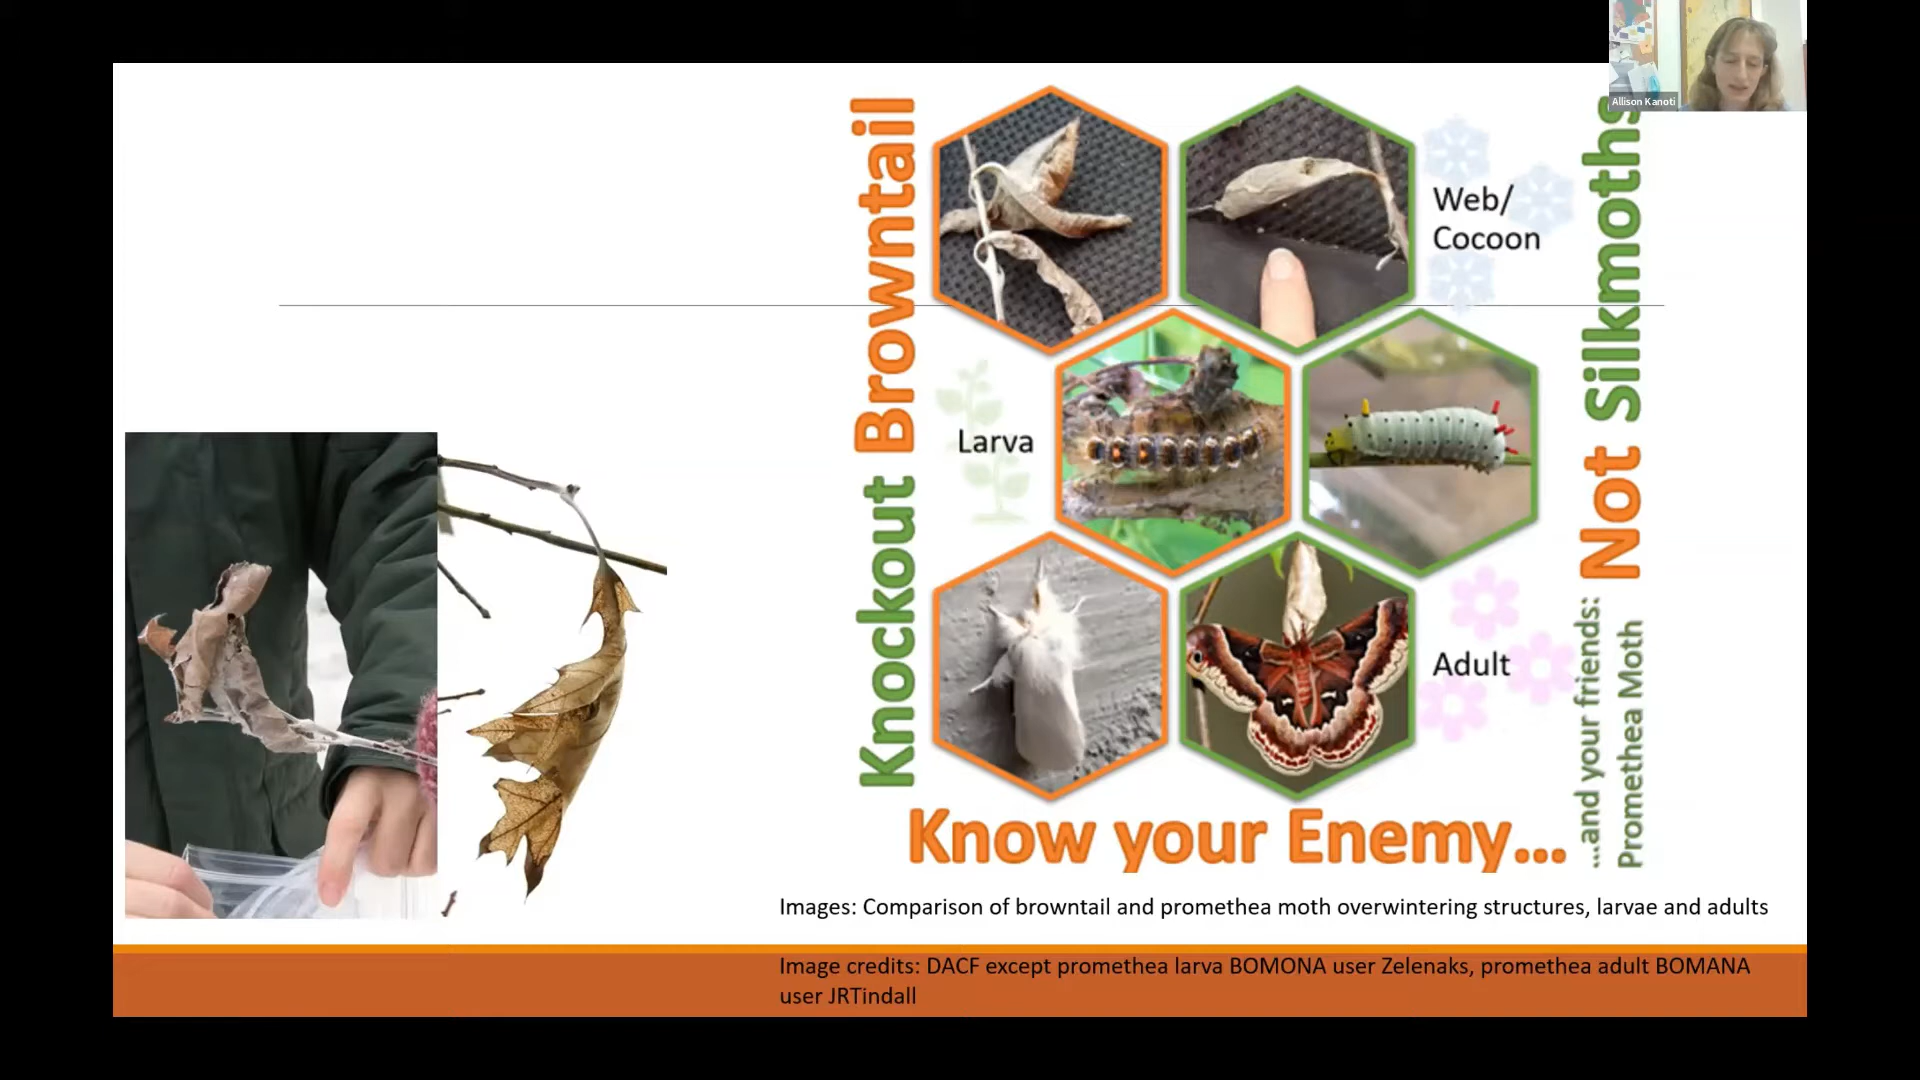 Allison Kanoti
Knockout Browntail
Not Silkmoths
Web/
Cocoon
Larva
Adult
...and your friends:
Promethea Moth
Know your Enemy...
Images: Comparison of browntail and promethea moth overwintering structures, larvae and adults
Image credits: DACF except promethea larva BOMONA user Zelenaks, promethea adult BOMANA
user JRTindall